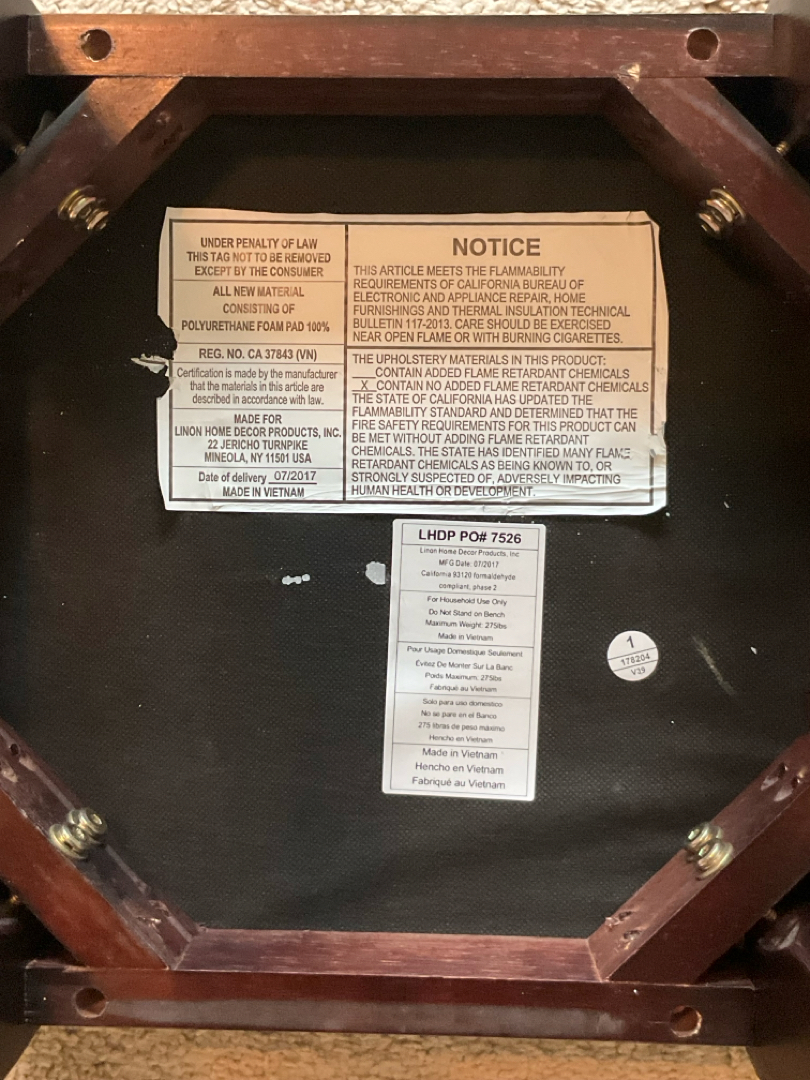 UNDER PENALTY OF LAW
THIS TAG NOT TO BE REMOVED
EXCEPT BY THE CONSUMER
ALL NEW MATERIAL
CONSISTING OF
POLYURETHANE FOAM PAD 100%
REG. NO. CA 37843 (VN)
Certification is made by the manufacturer
that the materials in this article are
described in accordance with law.
MADE FOR
LINON HOME DECOR PRODUCTS, INC.
22 JERICHO TURNPIKE
MINEOLA, NY 11501 USA
Date of delivery 07/2017
MADE IN VIETNAM
NOTICE
THIS ARTICLE MEETS THE FLAMMABILITY
REQUIREMENTS OF CALIFORNIA BUREAU OF
ELECTRONIC AND APPLIANCE REPAIR, HOME
FURNISHINGS AND THERMAL INSULATION TECHNICAL
BULLETIN 117-2013. CARE SHOULD BE EXERCISED
NEAR OPEN FLAME OR WITH BURNING CIGARETTES.
THE UPHOLSTERY MATERIALS IN THIS PRODUCT:
____CONTAIN ADDED FLAME RETARDANT CHEMICALS
_X_CONTAIN NO ADDED FLAME RETARDANT CHEMICALS
THE STATE OF CALIFORNIA HAS UPDATED THE
FLAMMABILITY STANDARD AND DETERMINED THAT THE
FIRE SAFETY REQUIREMENTS FOR THIS PRODUCT CAN
BE MET WITHOUT ADDING FLAME RETARDANT
CHEMICALS. THE STATE HAS IDENTIFIED MANY FLAME
RETARDANT CHEMICALS AS BEING KNOWN TO, OR
STRONGLY SUSPECTED OF, ADVERSELY IMPACTING
HUMAN HEALTH OR DEVELOPMENT.
LHDP PO# 7526
Linon Home Decor Products, Inc
MFG Date: 07/2017
California 93120 formaldehyde
compliant, phase 2
For Household Use Only
Do Not Stand on Bench
Maximum Weight: 275lbs
Made in Vietnam
Pour Usage Domestique Seulement
Évitez De Monter Sur La Banc
Poids Maximum: 275lbs
Fabriqué au Vietnam
Solo para uso domestico
No se pare en el Banco
275 libras de peso máximo
Hencho en Vietnam
Made in Vietnam
Hencho en Vietnam
Fabriqué au Vietnam
1
178204
V39